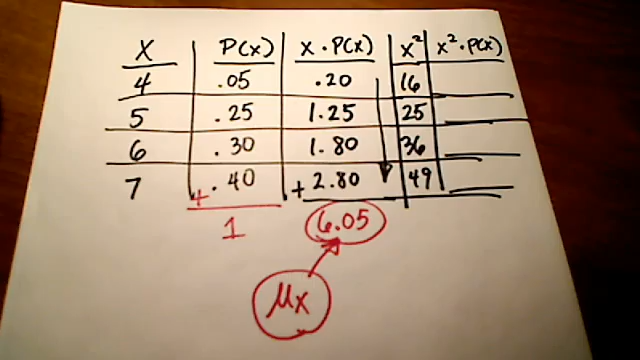 X P(x) X · P(x) x² x² · P(x)
4 .05 .20 16
5 .25 1.25 25
6 .30 1.80 36
7 + .40 + 2.80 49
1 6.05
μx